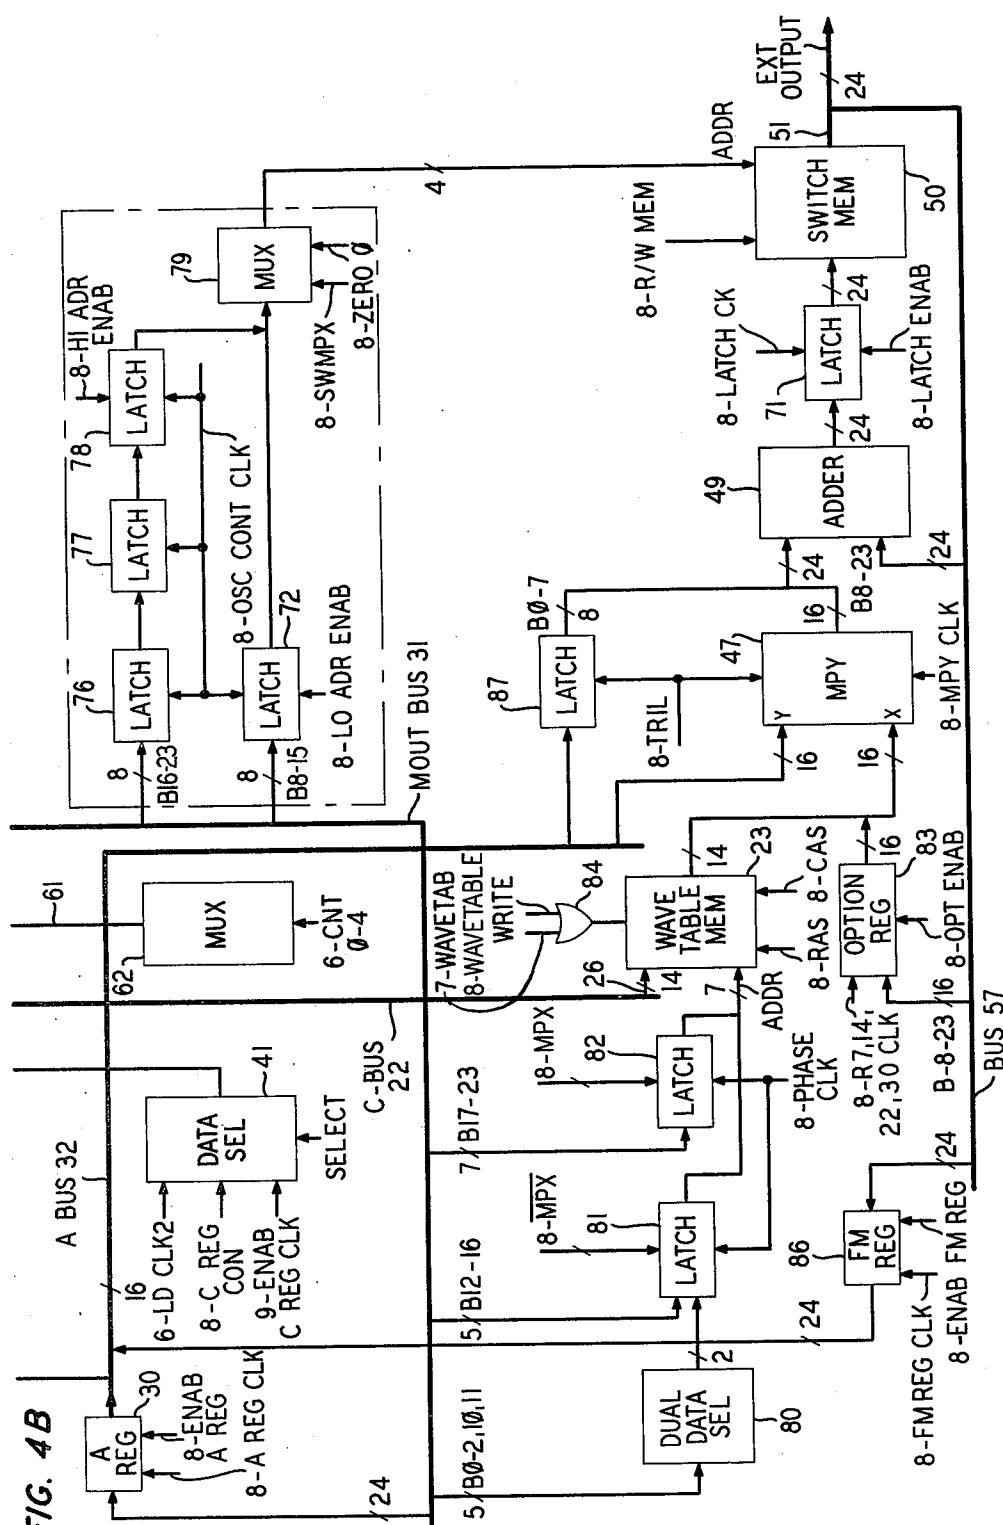 FIG. 4B
A REG
30
8-ENAB
A REG
8-A REG CLK
24
A BUS 32
16
6-LD CLK2
8-C REG
CON
9-ENAB
C REG CLK
DATA
SEL
41
SELECT
C-BUS
22
61
62
MUX
6-CNT
Ø-4
MOUT BUS 31
8
B16-23
8
B8-15
76
LATCH
77
LATCH
78
LATCH
8-HI ADR
ENAB
8-OSC CONT CLK
LATCH
72
8-LO ADR ENAB
79
MUX
8-SWMPX
8-ZERO Ø
4
ADDR
5/BØ-2,10,11
DUAL
DATA
SEL
80
2
5/B12-16
8-MPX
81
LATCH
7/B17-23
8-MPX
82
LATCH
8-PHASE
CLK
7
ADDR
7-WAVETAB
8-WAVETABLE
WRITE
84
26
14
WAVE
TABLE
MEM
23
14
8-RAS
8-CAS
87
LATCH
BØ-7
8
8-TRIL
16
Y
MPY
X
47
16
16
B8-23
8-MPY CLK
24
49
ADDER
24
24
8-LATCH CK
71
LATCH
8-LATCH ENAB
24
8-R/W MEM
SWITCH
MEM
50
51
EXT
OUTPUT
24
24
86
FM
REG
24
8-FM REG CLK
8-ENAB FM REG
8-R7,14,
22,30 CLK
B-8-23
16
OPTION
REG
83
16
8-OPT ENAB
BUS 57